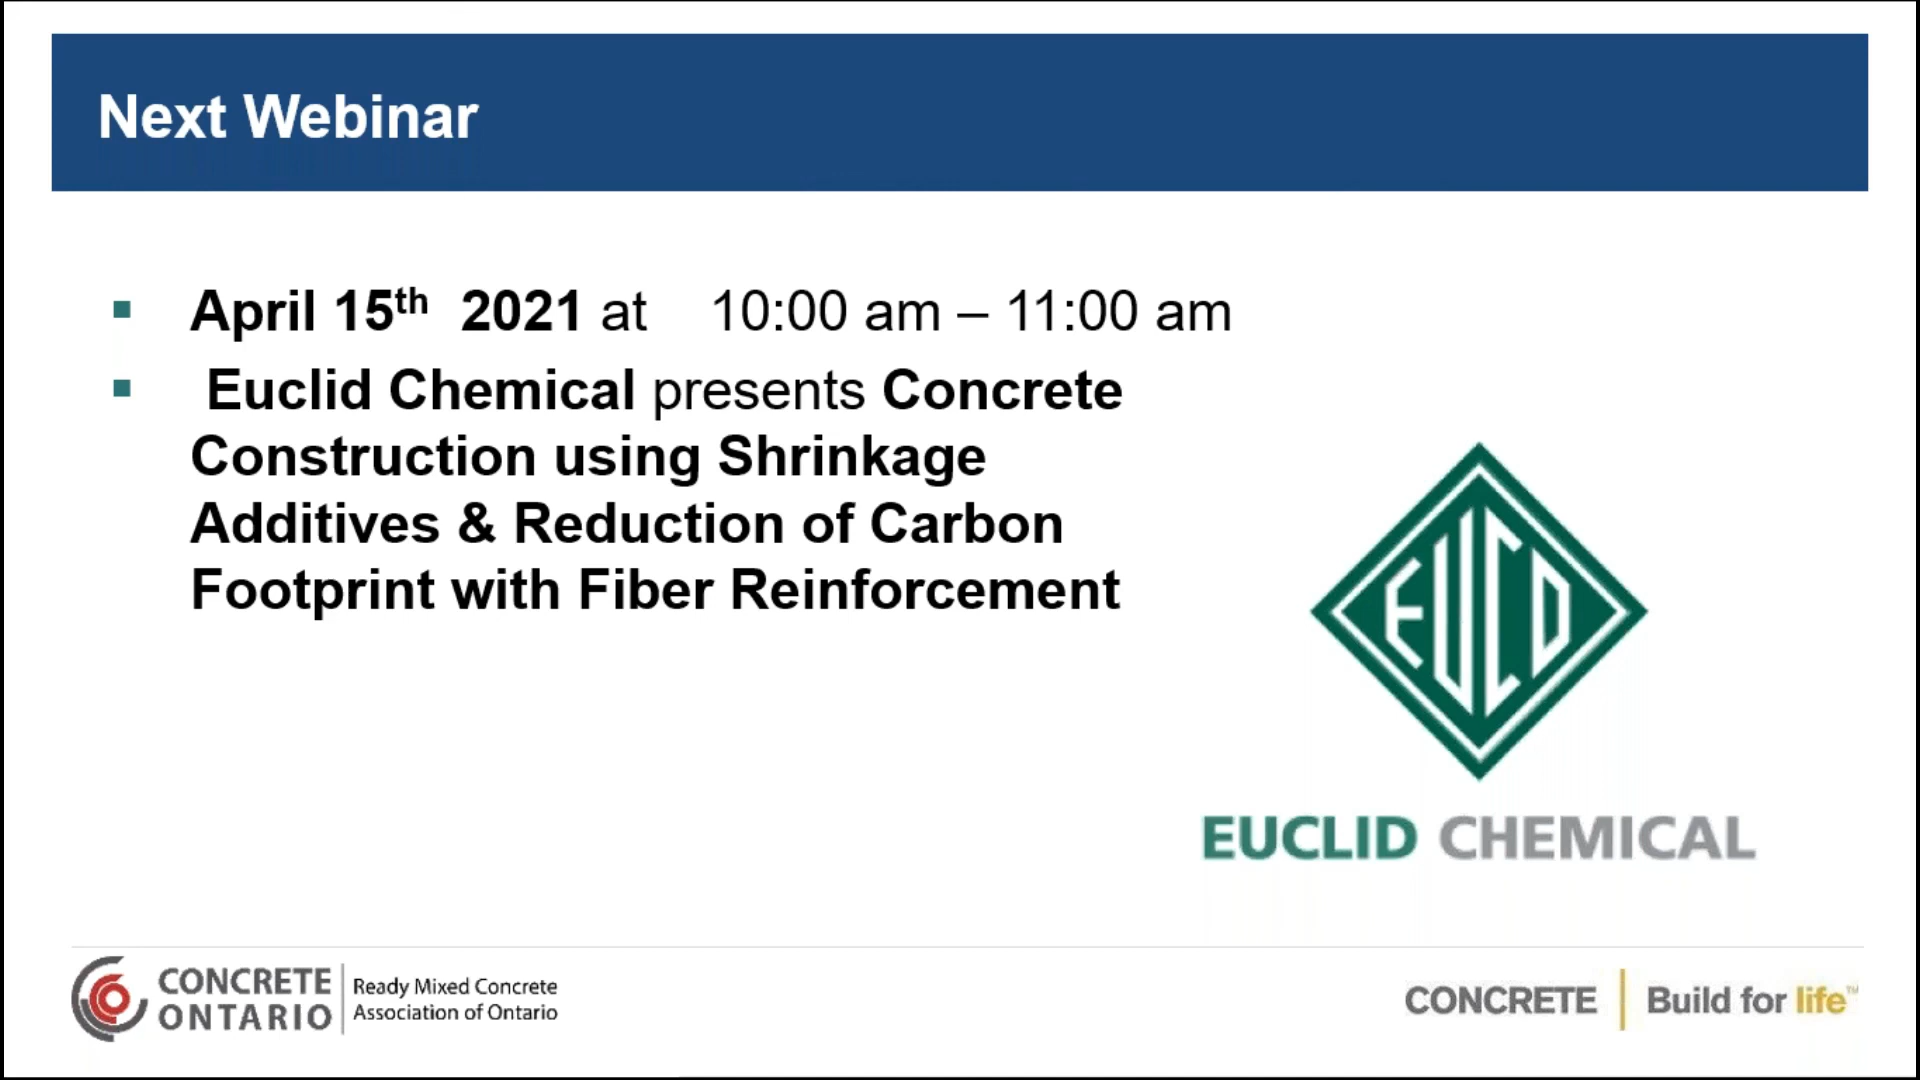 Next Webinar
April 15th 2021 at 10:00 am – 11:00 am
Euclid Chemical presents Concrete
Construction using Shrinkage
Additives & Reduction of Carbon
Footprint with Fiber Reinforcement
EUCO
EUCLID CHEMICAL
CONCRETE
ONTARIO
Ready Mixed Concrete
Association of Ontario
CONCRETE
Build for life™